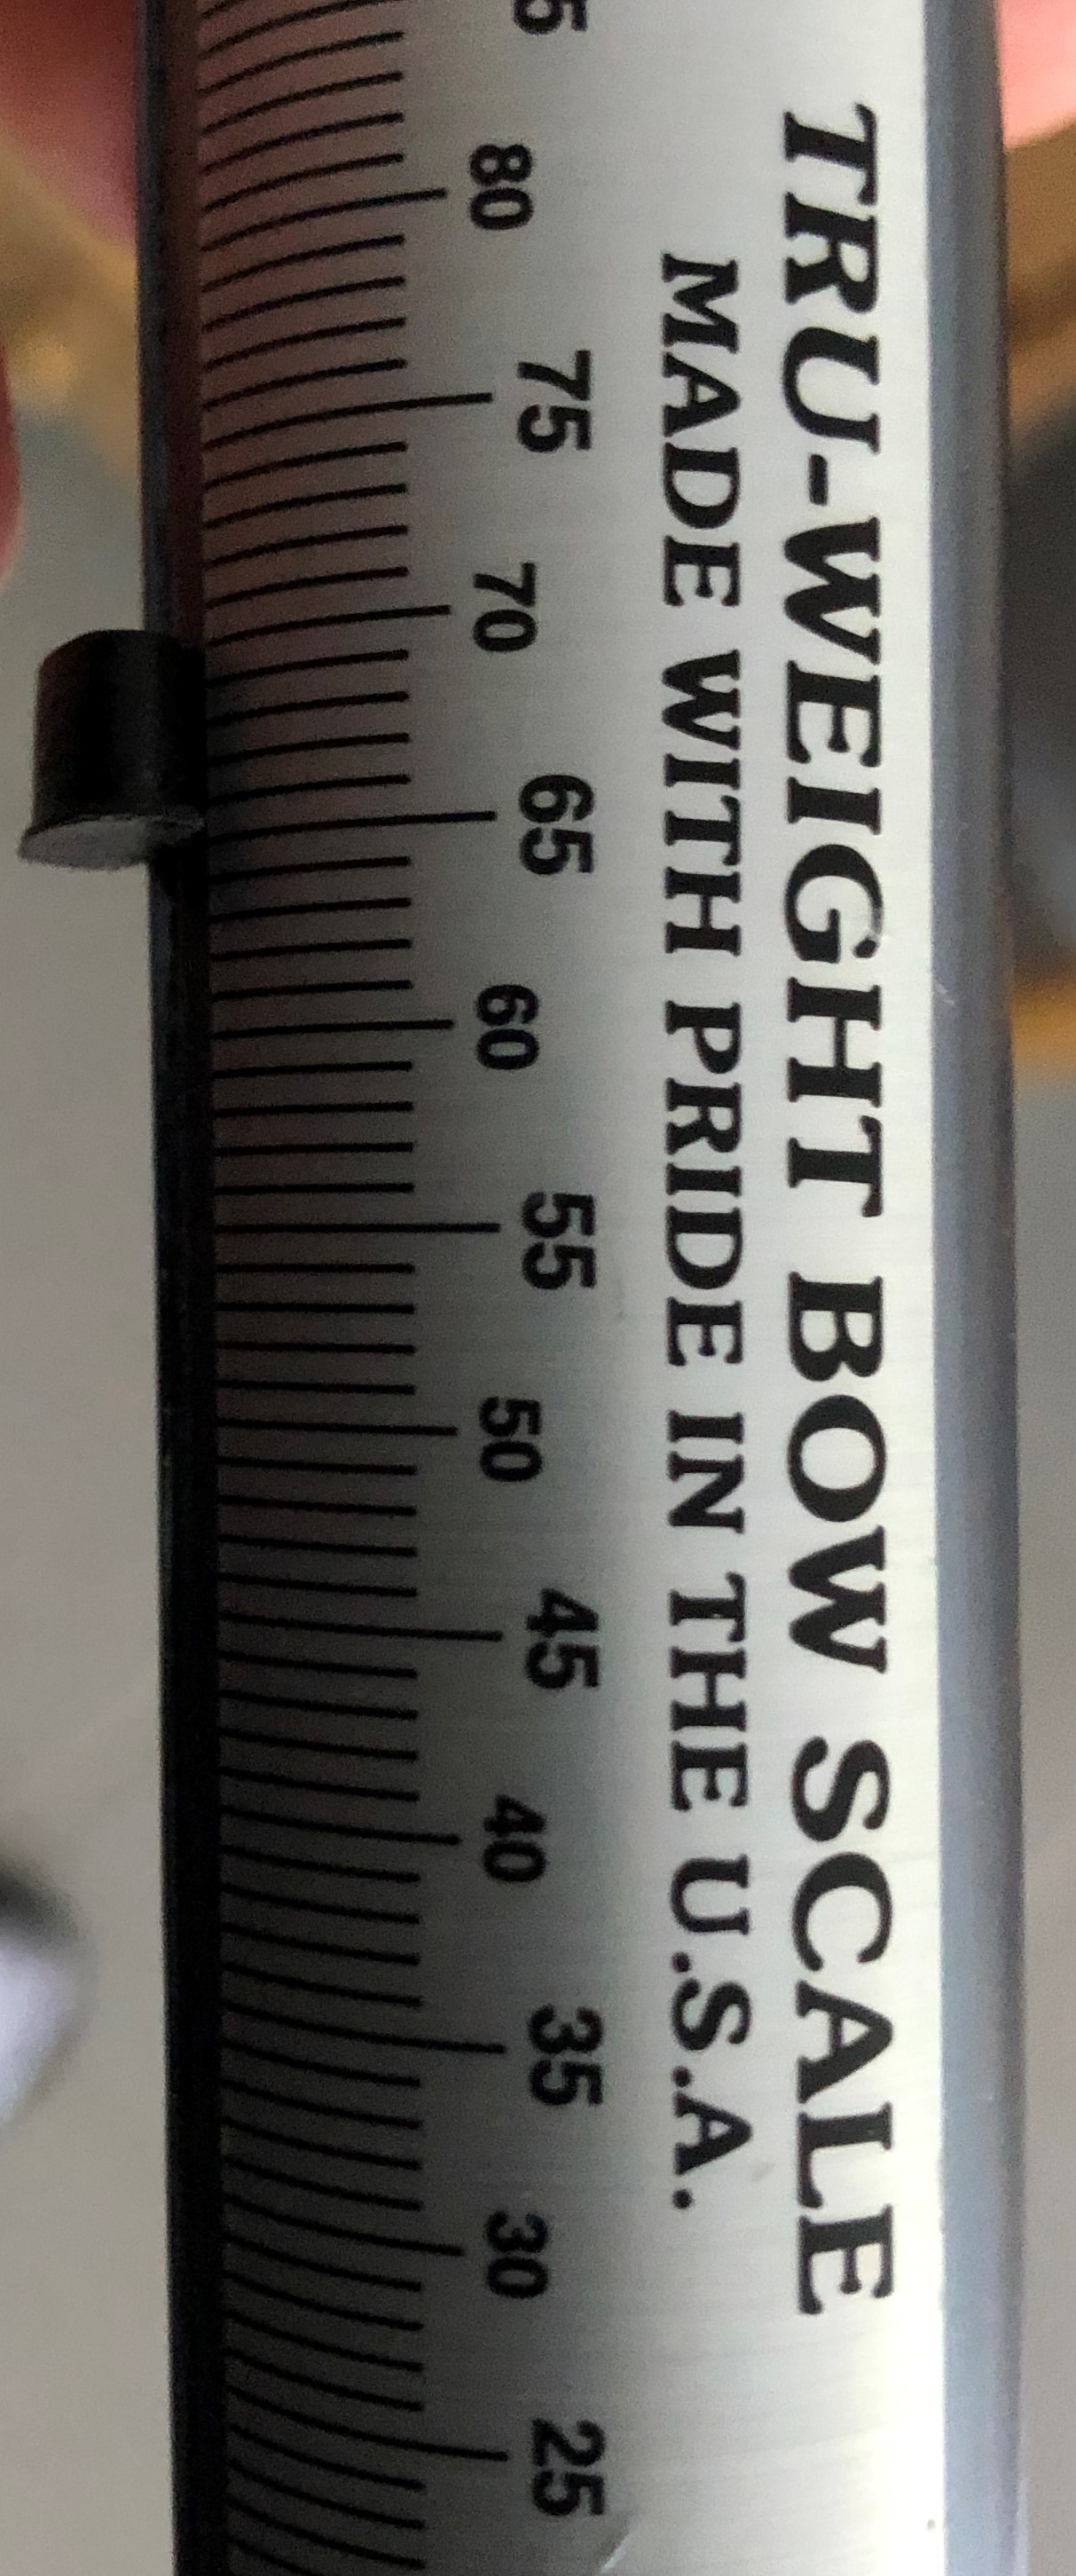 TRU-WEIGHT BOW SCALE
MADE WITH PRIDE IN THE U.S.A.
80 75 70 65 60 55 50 45 40 35 30 25